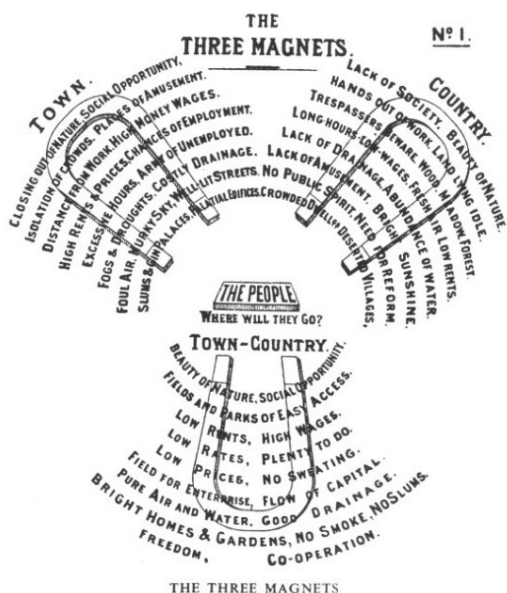 THE
THREE MAGNETS.
Nº 1.
TOWN.
CLOSING OUT OF NATURE. SOCIAL OPPORTUNITY.
ISOLATION OF CROWDS. PLACES OF AMUSEMENT.
DISTANCE FROM WORK. HIGH MONEY WAGES.
HIGH RENTS & PRICES. CHANCES OF EMPLOYMENT.
EXCESSIVE HOURS. ARMY OF UNEMPLOYED.
FOGS & DROUGHTS. COSTLY DRAINAGE.
FOUL AIR. MURKY SKY. WELL-LIT STREETS.
SLUMS & GIN PALACES. PALATIAL EDIFICES.
COUNTRY.
LACK OF SOCIETY. BEAUTY OF NATURE.
HANDS OUT OF WORK. LAND LYING IDLE.
TRESPASSERS BEWARE. WOOD, MEADOW, FOREST.
LONG-HOURS-LOW-WAGES. FRESH AIR LOW RENTS.
LACK OF DRAINAGE. ABUNDANCE OF WATER.
LACK OF AMUSEMENT. BRIGHT SUNSHINE.
NO PUBLIC SPIRIT. NEED FOR REFORM.
CROWDED DWELLGS DESERTED VILLAGES.
THE PEOPLE
WHERE WILL THEY GO?
TOWN-COUNTRY.
BEAUTY OF NATURE, SOCIAL OPPORTUNITY.
FIELDS AND PARKS OF EASY ACCESS.
LOW RENTS, HIGH WAGES.
LOW RATES, PLENTY TO DO.
LOW PRICES, NO SWEATING.
FIELD FOR ENTERPRISE, FLOW OF CAPITAL.
PURE AIR AND WATER, GOOD DRAINAGE.
BRIGHT HOMES & GARDENS, NO SMOKE, NO SLUMS.
FREEDOM, CO-OPERATION.
THE THREE MAGNETS